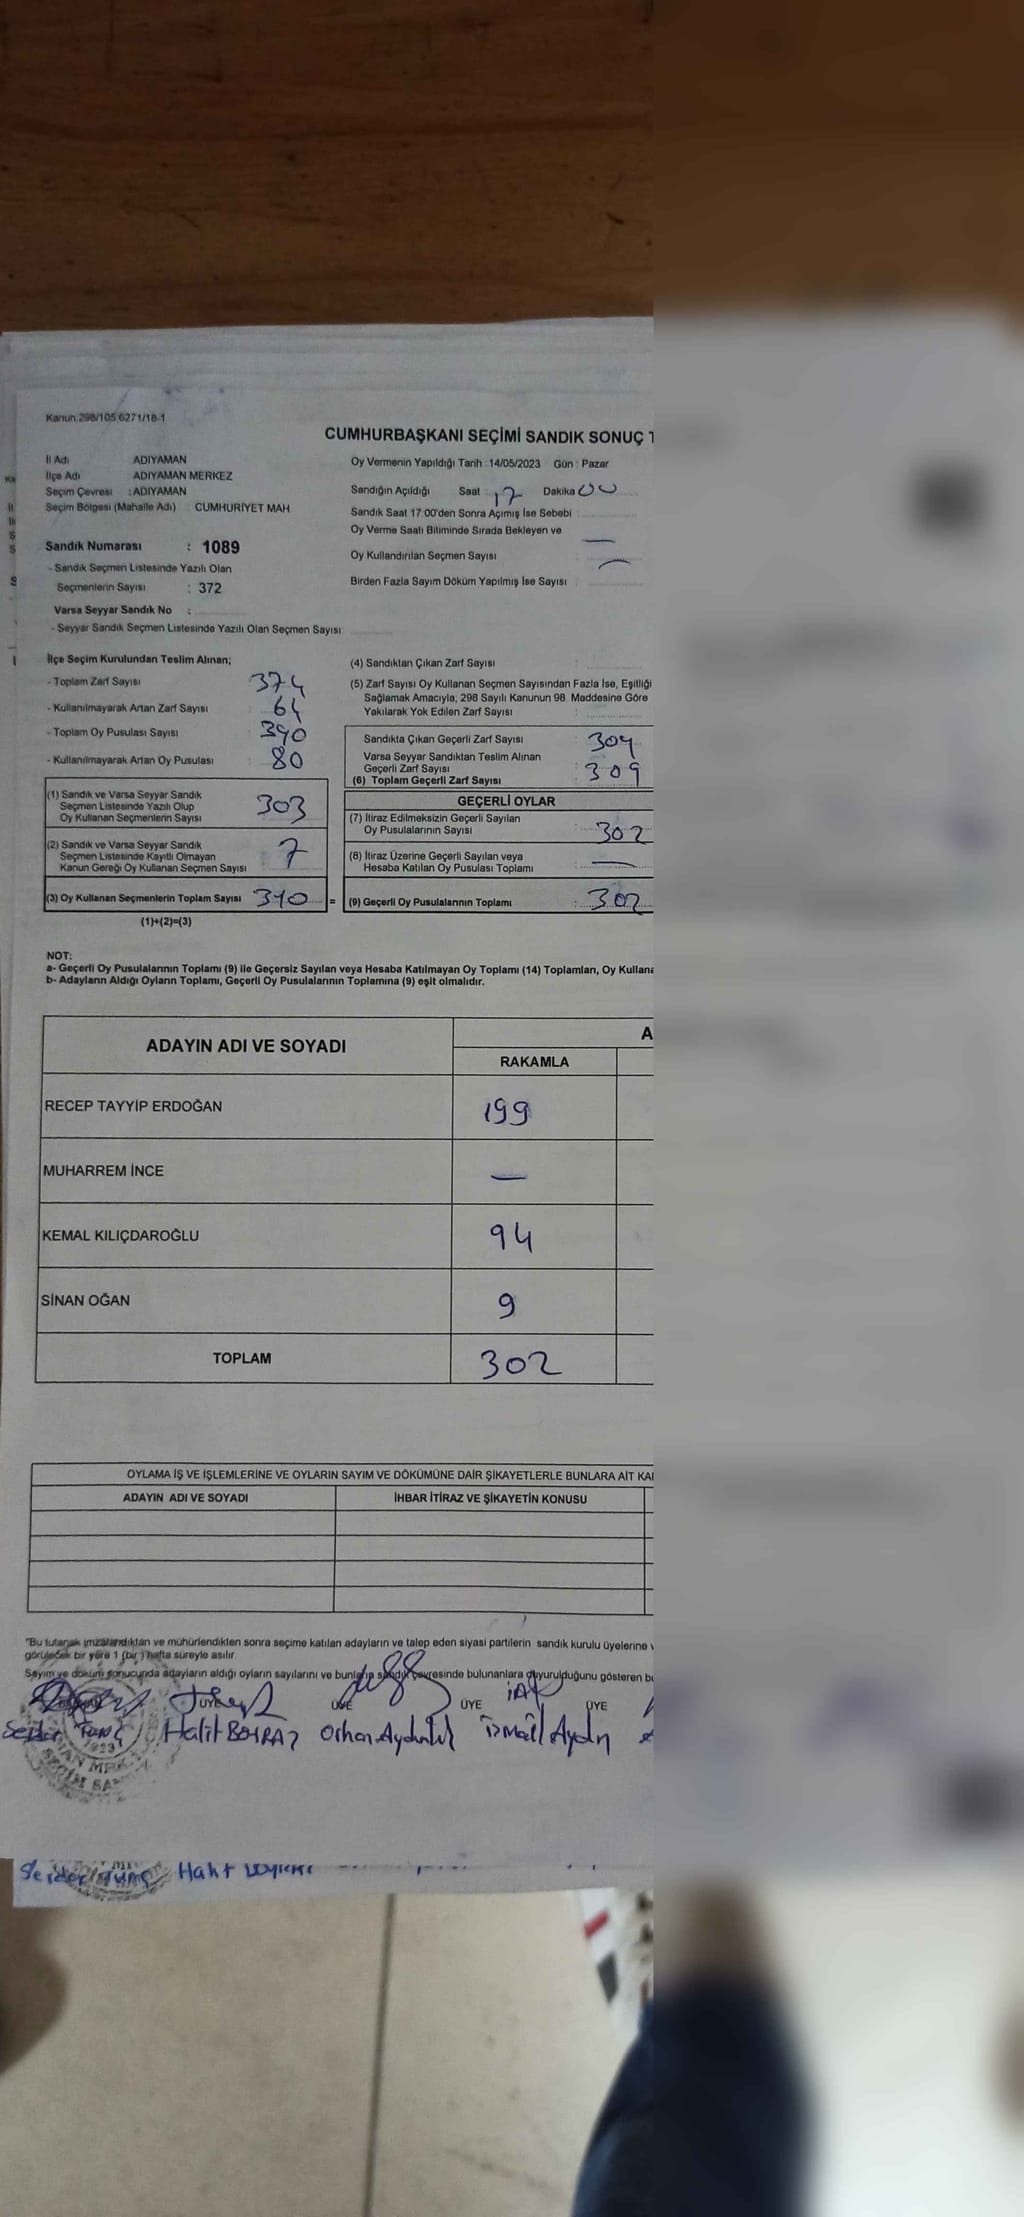 Kanun.298/105 6271/18-1
CUMHURBAŞKANI SEÇİMİ SANDIK SONUÇ
İl Adı ADIYAMAN
İlçe Adı ADIYAMAN MERKEZ
Seçim Çevresi : ADIYAMAN
Seçim Bölgesi (Mahalle Adı) : CUMHURİYET MAH.
Oy Vermenin Yapıldığı Tarih :14/05/2023 Gün : Pazar
Sandığın Açıldığı Saat 17 Dakika 00
Sandık Saat 17:00'den Sonra Açımış İse Sebebi :
Oy Verme Saati Bitiminde Sırada Bekleyen ve
Oy Kullandırılan Seçmen Sayısı —
Birden Fazla Sayım Döküm Yapılmış İse Sayısı :
Sandık Numarası : 1089
- Sandık Seçmen Listesinde Yazılı Olan
Seçmenlerin Sayısı : 372
Varsa Seyyar Sandık No :
- Seyyar Sandık Seçmen Listesinde Yazılı Olan Seçmen Sayısı:
İlçe Seçim Kurulundan Teslim Alınan;
- Toplam Zarf Sayısı 374
- Kullanılmayarak Artan Zarf Sayısı : 64
- Toplam Oy Pusulası Sayısı : 390
- Kullanılmayarak Artan Oy Pusulası : 80
(1) Sandık ve Varsa Seyyar Sandık
Seçmen Listesinde Yazılı Olup
Oy Kullanan Seçmenlerin Sayısı 303
(2) Sandık ve Varsa Seyyar Sandık
Seçmen Listesinde Kayıtlı Olmayan
Kanun Gereği Oy Kullanan Seçmen Sayısı 7
(3) Oy Kullanan Seçmenlerin Toplam Sayısı 310 =
(1)+(2)=(3)
(4) Sandıktan Çıkan Zarf Sayısı :
(5) Zarf Sayısı Oy Kullanan Seçmen Sayısından Fazla İse, Eşitliği
Sağlamak Amacıyla, 298 Sayılı Kanunun 98. Maddesine Göre
Yakılarak Yok Edilen Zarf Sayısı :
Sandıkta Çıkan Geçerli Zarf Sayısı : 309
Varsa Seyyar Sandıktan Teslim Alınan
Geçerli Zarf Sayısı : 309
(6) Toplam Geçerli Zarf Sayısı
GEÇERLİ OYLAR
(7) İtiraz Edilmeksizin Geçerli Sayılan
Oy Pusulalarının Sayısı : 302
(8) İtiraz Üzerine Geçerli Sayılan veya
Hesaba Katılan Oy Pusulası Toplamı : —
(9) Geçerli Oy Pusulalarının Toplamı : 302
NOT:
a- Geçerli Oy Pusulalarının Toplamı (9) ile Geçersiz Sayılan veya Hesaba Katılmayan Oy Toplamı (14) Toplamları, Oy Kullana
b- Adayların Aldığı Oyların Toplamı, Geçerli Oy Pusulalarının Toplamına (9) eşit olmalıdır.
ADAYIN ADI VE SOYADI A
RAKAMLA
RECEP TAYYİP ERDOĞAN 199
MUHARREM İNCE —
KEMAL KILIÇDAROĞLU 94
SİNAN OĞAN 9
TOPLAM 302
OYLAMA İŞ VE İŞLEMLERİNE VE OYLARIN SAYIM VE DÖKÜMÜNE DAİR ŞİKAYETLERLE BUNLARA AİT KA
ADAYIN ADI VE SOYADI İHBAR İTİRAZ VE ŞİKAYETİN KONUSU
"Bu tutanak imzalandıktan ve mühürlendikten sonra seçime katılan adayların ve talep eden siyasi partilerin sandık kurulu üyelerine v
görülecek bir yere 1 (bir) hafta süreyle asılır.
Sayım ve döküm sonucunda adayların aldığı oyların sayılarını ve bunların sandık çevresinde bulunanlara duyurulduğunu gösteren bu
ÜYE ÜYE ÜYE ÜYE
Serdar Tunç Halit Orhan İsmail Aydın
1923
Serdar Tunç Halit